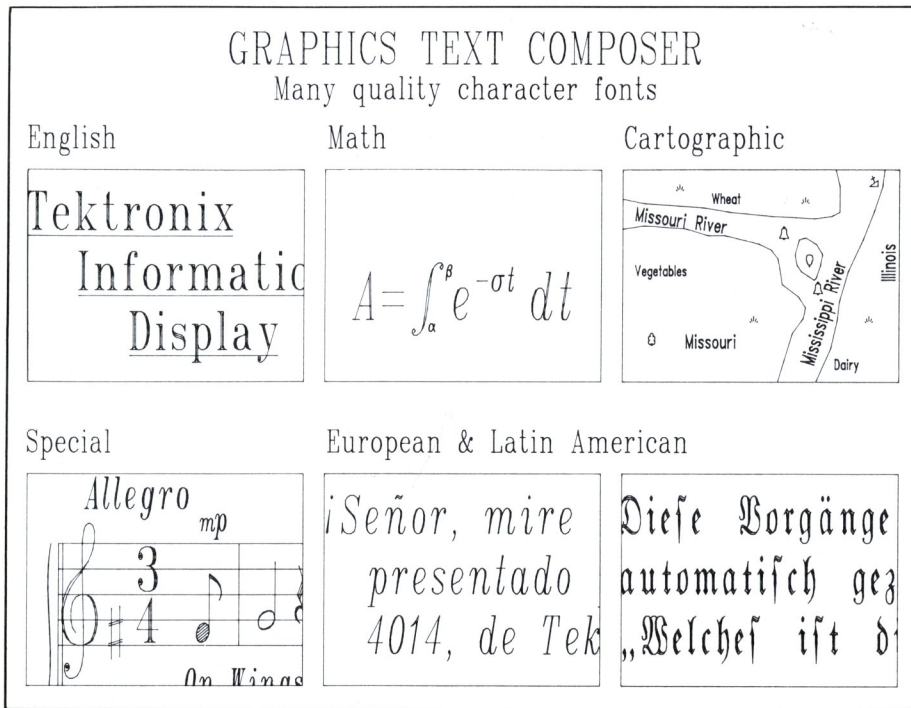 GRAPHICS TEXT COMPOSER
Many quality character fonts
English
Math
Cartographic
Tektronix
Informatic
Display
A=∫αβ e^−σt dt
Wheat
Missouri River
Vegetables
Missouri
Mississippi River
Illinois
Dairy
Special
European & Latin American
Allegro
mp
3
4
On Wings
¡Señor, mire
presentado
4014, de Tek
Dieſe Vorgänge
automatiſch gez
„Welcheſ iſt di